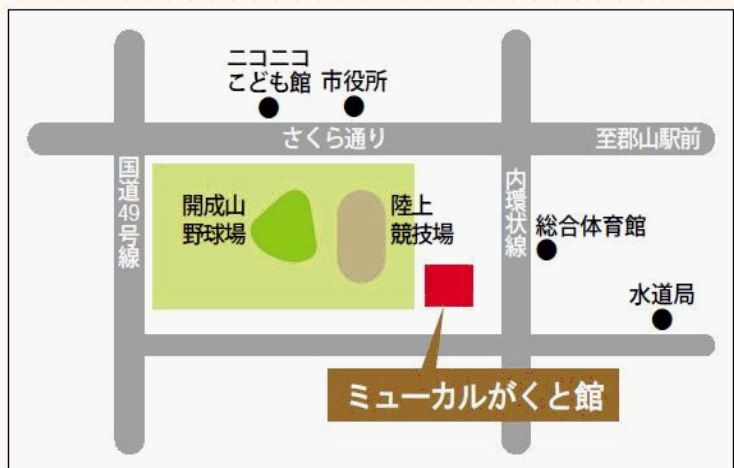 ニコニコ
こども館
市役所
さくら通り
至郡山駅前
国道49号線
開成山
野球場
陸上
競技場
内環状線
総合体育館
水道局
ミューカルがくと館